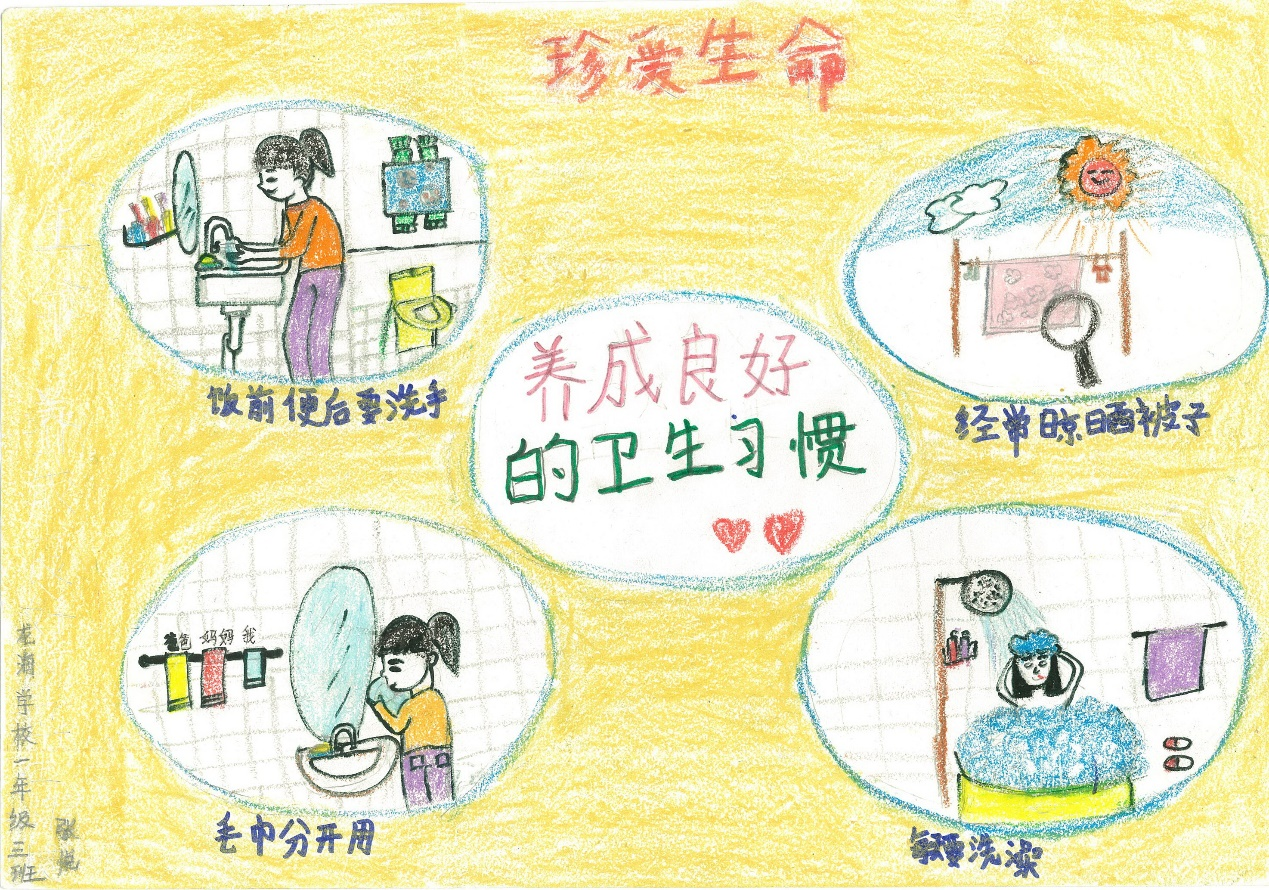 珍爱生命
饭前便后要洗手
养成良好
的卫生习惯
经常晾晒被子
爸爸 妈妈 我
毛巾分开用
要洗澡
学校一年级三班
张